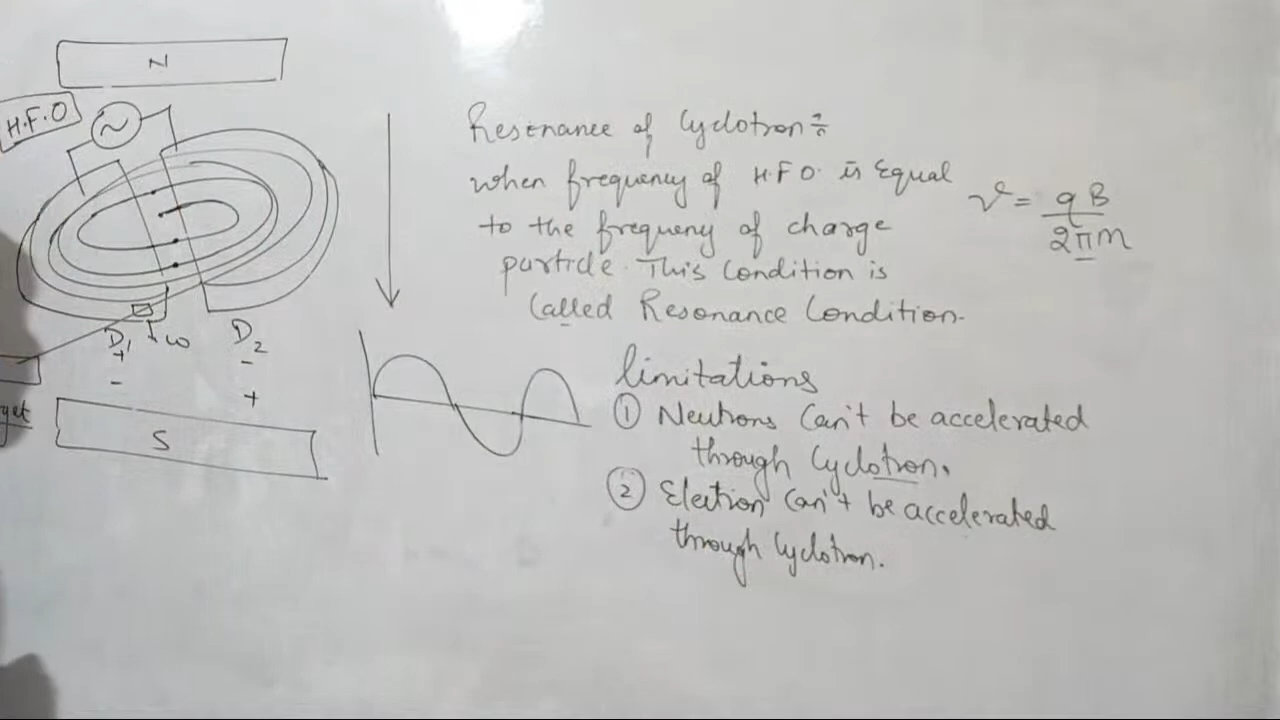 N
H.F.O
~
D1 w D2
+ -
- +
get
S
Resonance of Cyclotron÷
when frequency of H.F.O. is Equal
to the frequeny of charge
particle. This Condition is
Called Resonance Condition.
ν = qB
2πm
limitations
① Neutrons Can't be accelerated
through Cyclotron.
② Election Can't be accelerated
through Cyclotron.